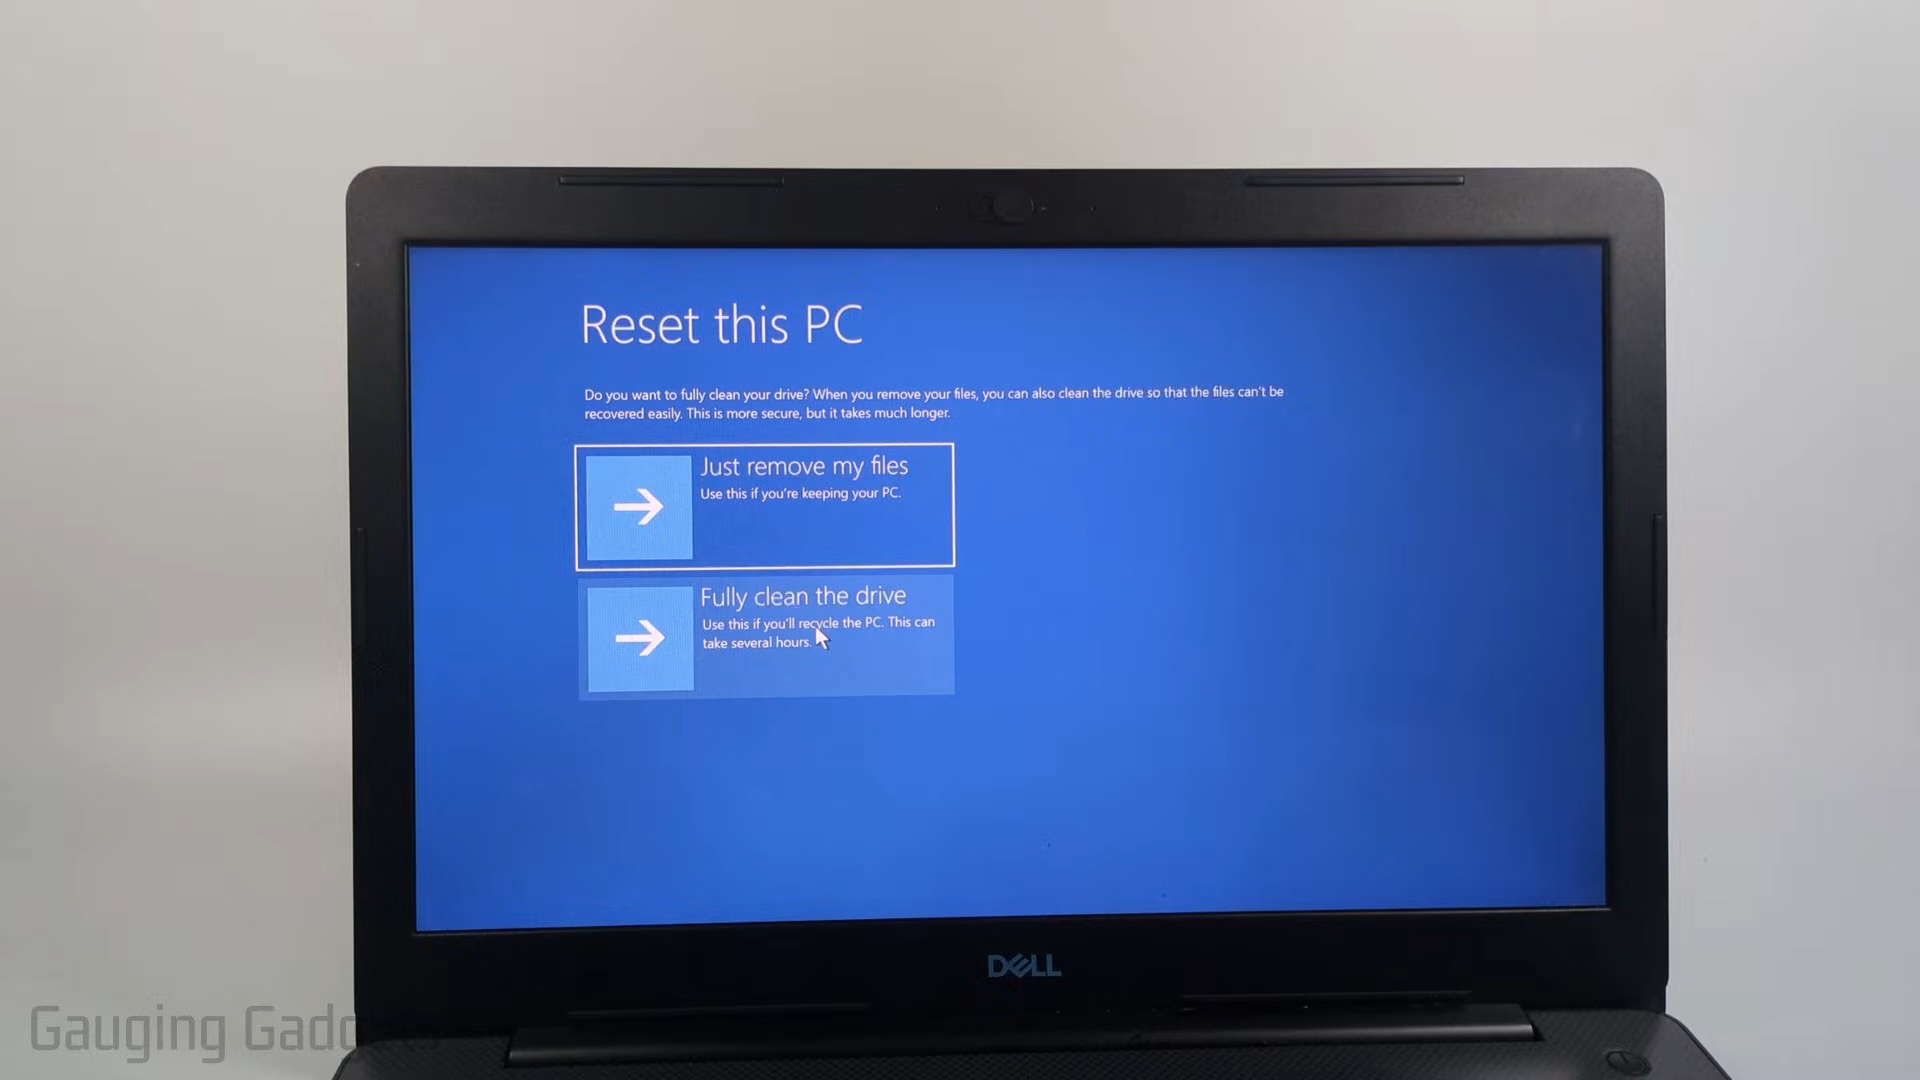 Reset this PC
Do you want to fully clean your drive? When you remove your files, you can also clean the drive so that the files can't be
recovered easily. This is more secure, but it takes much longer.
Just remove my files
Use this if you're keeping your PC.
Fully clean the drive
Use this if you'll recycle the PC. This can
take several hours.
DELL
Gauging